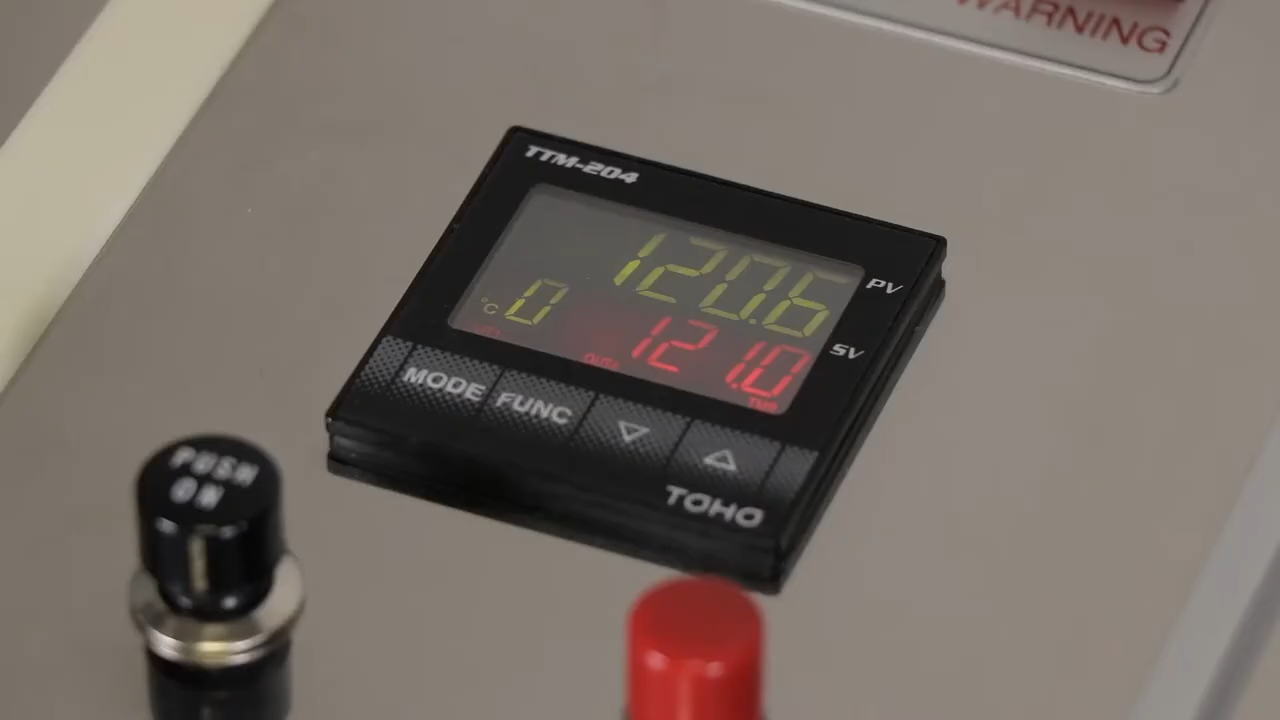 WARNING
TTM-204
120.6
PV
°C 0
121.0
SV
MODE FUNC
TOHO
PUSH
ON